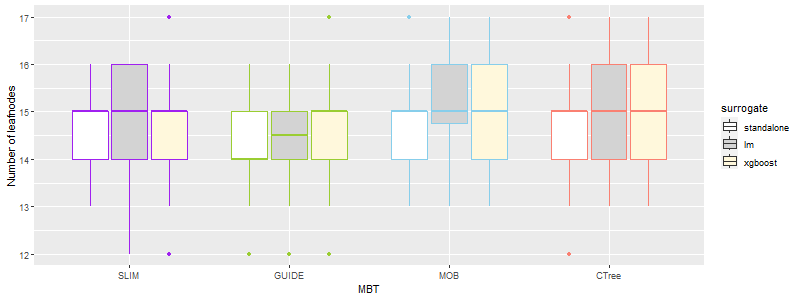 17
16
15
14
13
12
Number of leafnodes
SLIM
GUIDE
MOB
CTree
MBT
surrogate
standalone
lm
xgboost